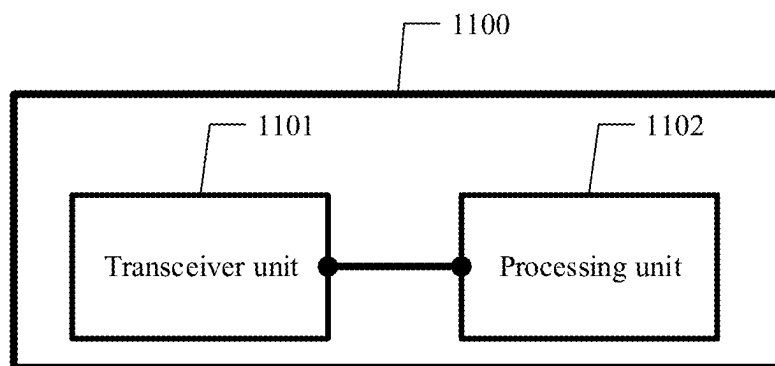 1100
1101
1102
Transceiver unit
Processing unit